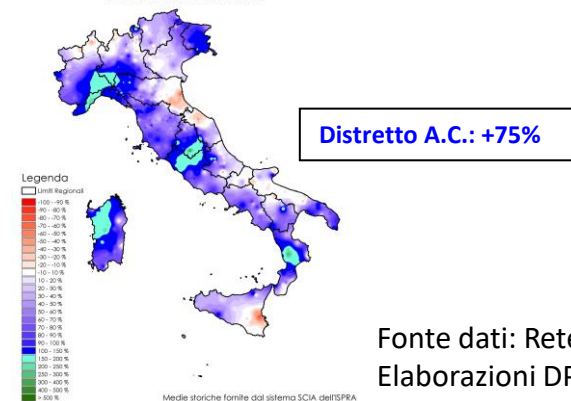 Distretto A.C.: +75%
Legenda
Limiti Regionali
-100 - -90 %
-90 - -80 %
-80 - -70 %
-70 - -60 %
-60 - -50 %
-50 - -40 %
-40 - -30 %
-30 - -20 %
-20 - -10 %
-10 - 10 %
10 - 20 %
20 - 30 %
30 - 40 %
40 - 50 %
50 - 60 %
60 - 70 %
70 - 80 %
80 - 90 %
90 - 100 %
100 - 150 %
150 - 200 %
200 - 250 %
250 - 300 %
300 - 400 %
400 - 500 %
> 500 %
Fonte dati: Rete
Elaborazioni DP
Medie storiche fornite dal sistema SCIA dell'ISPRA